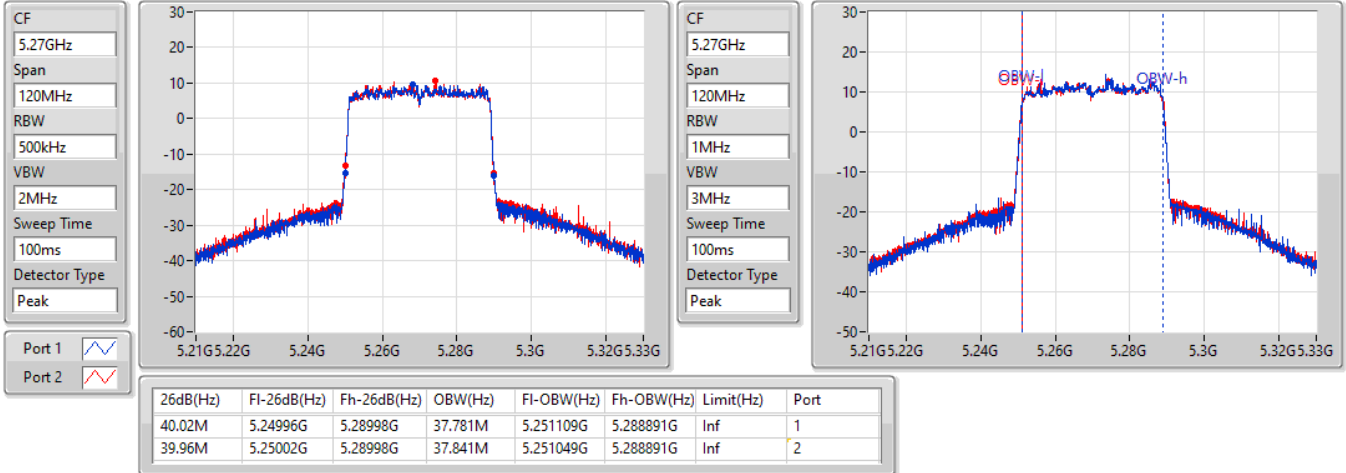 CF
5.27GHz
Span
120MHz
RBW
500kHz
VBW
2MHz
Sweep Time
100ms
Detector Type
Peak
Port 1
Port 2
30-
20-
10-
0-
-10-
-20-
-30-
-40-
-50-
-60-
5.21G 5.22G 5.24G 5.26G 5.28G 5.3G 5.32G 5.33G
CF
5.27GHz
Span
120MHz
RBW
1MHz
VBW
3MHz
Sweep Time
100ms
Detector Type
Peak
30-
20-
10-
0-
-10-
-20-
-30-
-40-
-50-
OBW-l OBW-h
5.21G 5.22G 5.24G 5.26G 5.28G 5.3G 5.32G 5.33G
26dB(Hz) Fl-26dB(Hz) Fh-26dB(Hz) OBW(Hz) Fl-OBW(Hz) Fh-OBW(Hz) Limit(Hz) Port
40.02M 5.24996G 5.28998G 37.781M 5.251109G 5.288891G Inf 1
39.96M 5.25002G 5.28998G 37.841M 5.251049G 5.288891G Inf 2